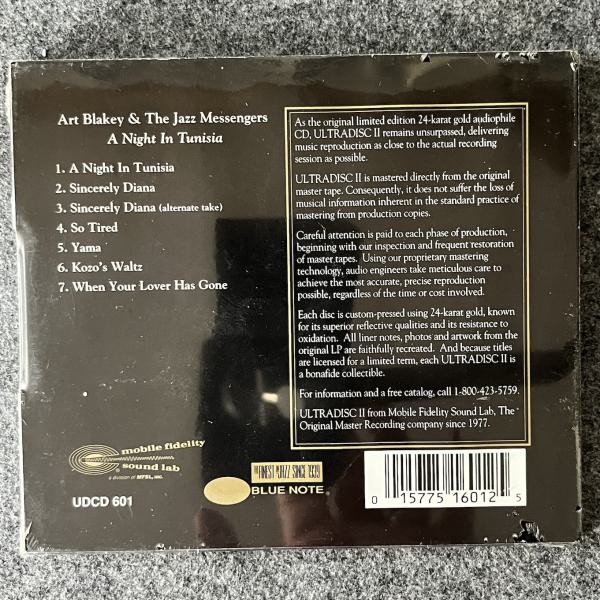 Art Blakey & The Jazz Messengers
A Night In Tunisia
1. A Night In Tunisia
2. Sincerely Diana
3. Sincerely Diana (alternate take)
4. So Tired
5. Yama
6. Kozo's Waltz
7. When Your Lover Has Gone
As the original limited edition 24-karat gold audiophile
CD, ULTRADISC II remains unsurpassed, delivering
music reproduction as close to the actual recording
session as possible.
ULTRADISC II is mastered directly from the original
master tape. Consequently, it does not suffer the loss of
musical information inherent in the standard practice of
mastering from production copies.
Careful attention is paid to each phase of production,
beginning with our inspection and frequent restoration
of master tapes. Using our proprietary mastering
technology, audio engineers take meticulous care to
achieve the most accurate, precise reproduction
possible, regardless of the time or cost involved.
Each disc is custom-pressed using 24-karat gold, known
for its superior reflective qualities and its resistance to
oxidation. All liner notes, photos and artwork from the
original LP are faithfully recreated. And because titles
are licensed for a limited term, each ULTRADISC II is
a bonafide collectible.
For information and a free catalog, call 1-800-423-5759.
ULTRADISC II from Mobile Fidelity Sound Lab, The
Original Master Recording company since 1977.
mobile fidelity
sound lab
a division of MFSL, INC.
UDCD 601
THE FINEST IN JAZZ SINCE 1939
BLUE NOTE
0 15775 16012 5